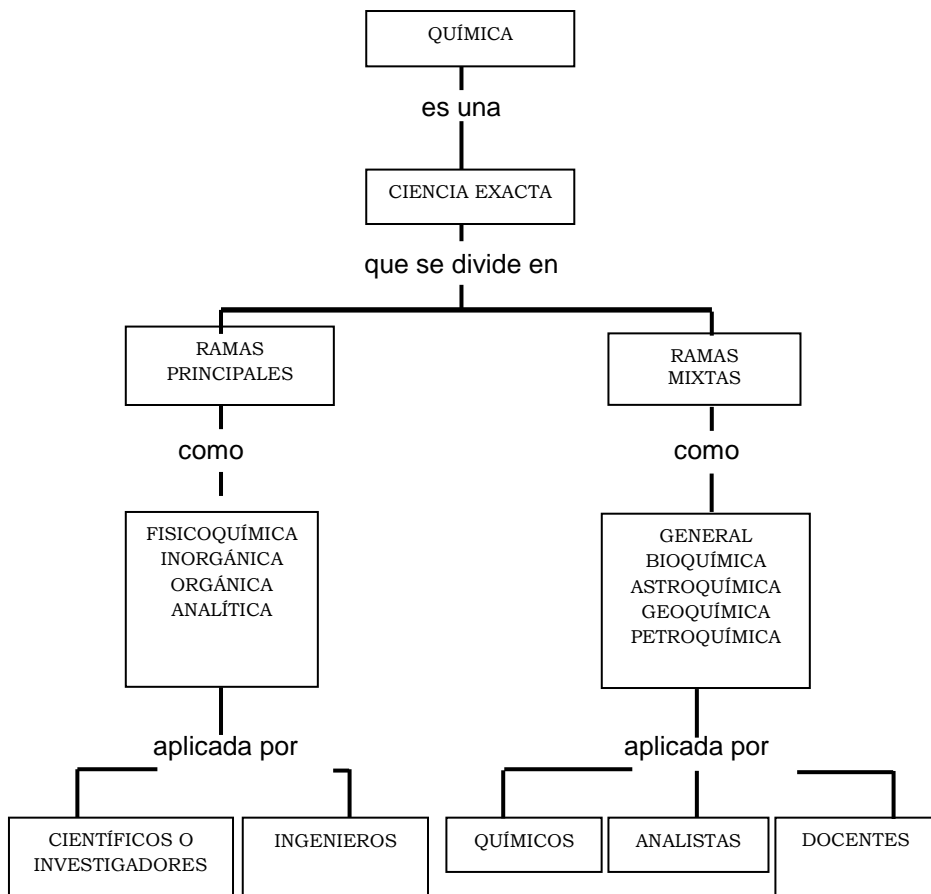 QUÍMICA
es una
CIENCIA EXACTA
que se divide en
RAMAS
PRINCIPALES
RAMAS
MIXTAS
como
como
FISICOQUÍMICA
INORGÁNICA
ORGÁNICA
ANALÍTICA
GENERAL
BIOQUÍMICA
ASTROQUÍMICA
GEOQUÍMICA
PETROQUÍMICA
aplicada por
aplicada por
CIENTÍFICOS O
INVESTIGADORES
INGENIEROS
QUÍMICOS
ANALISTAS
DOCENTES